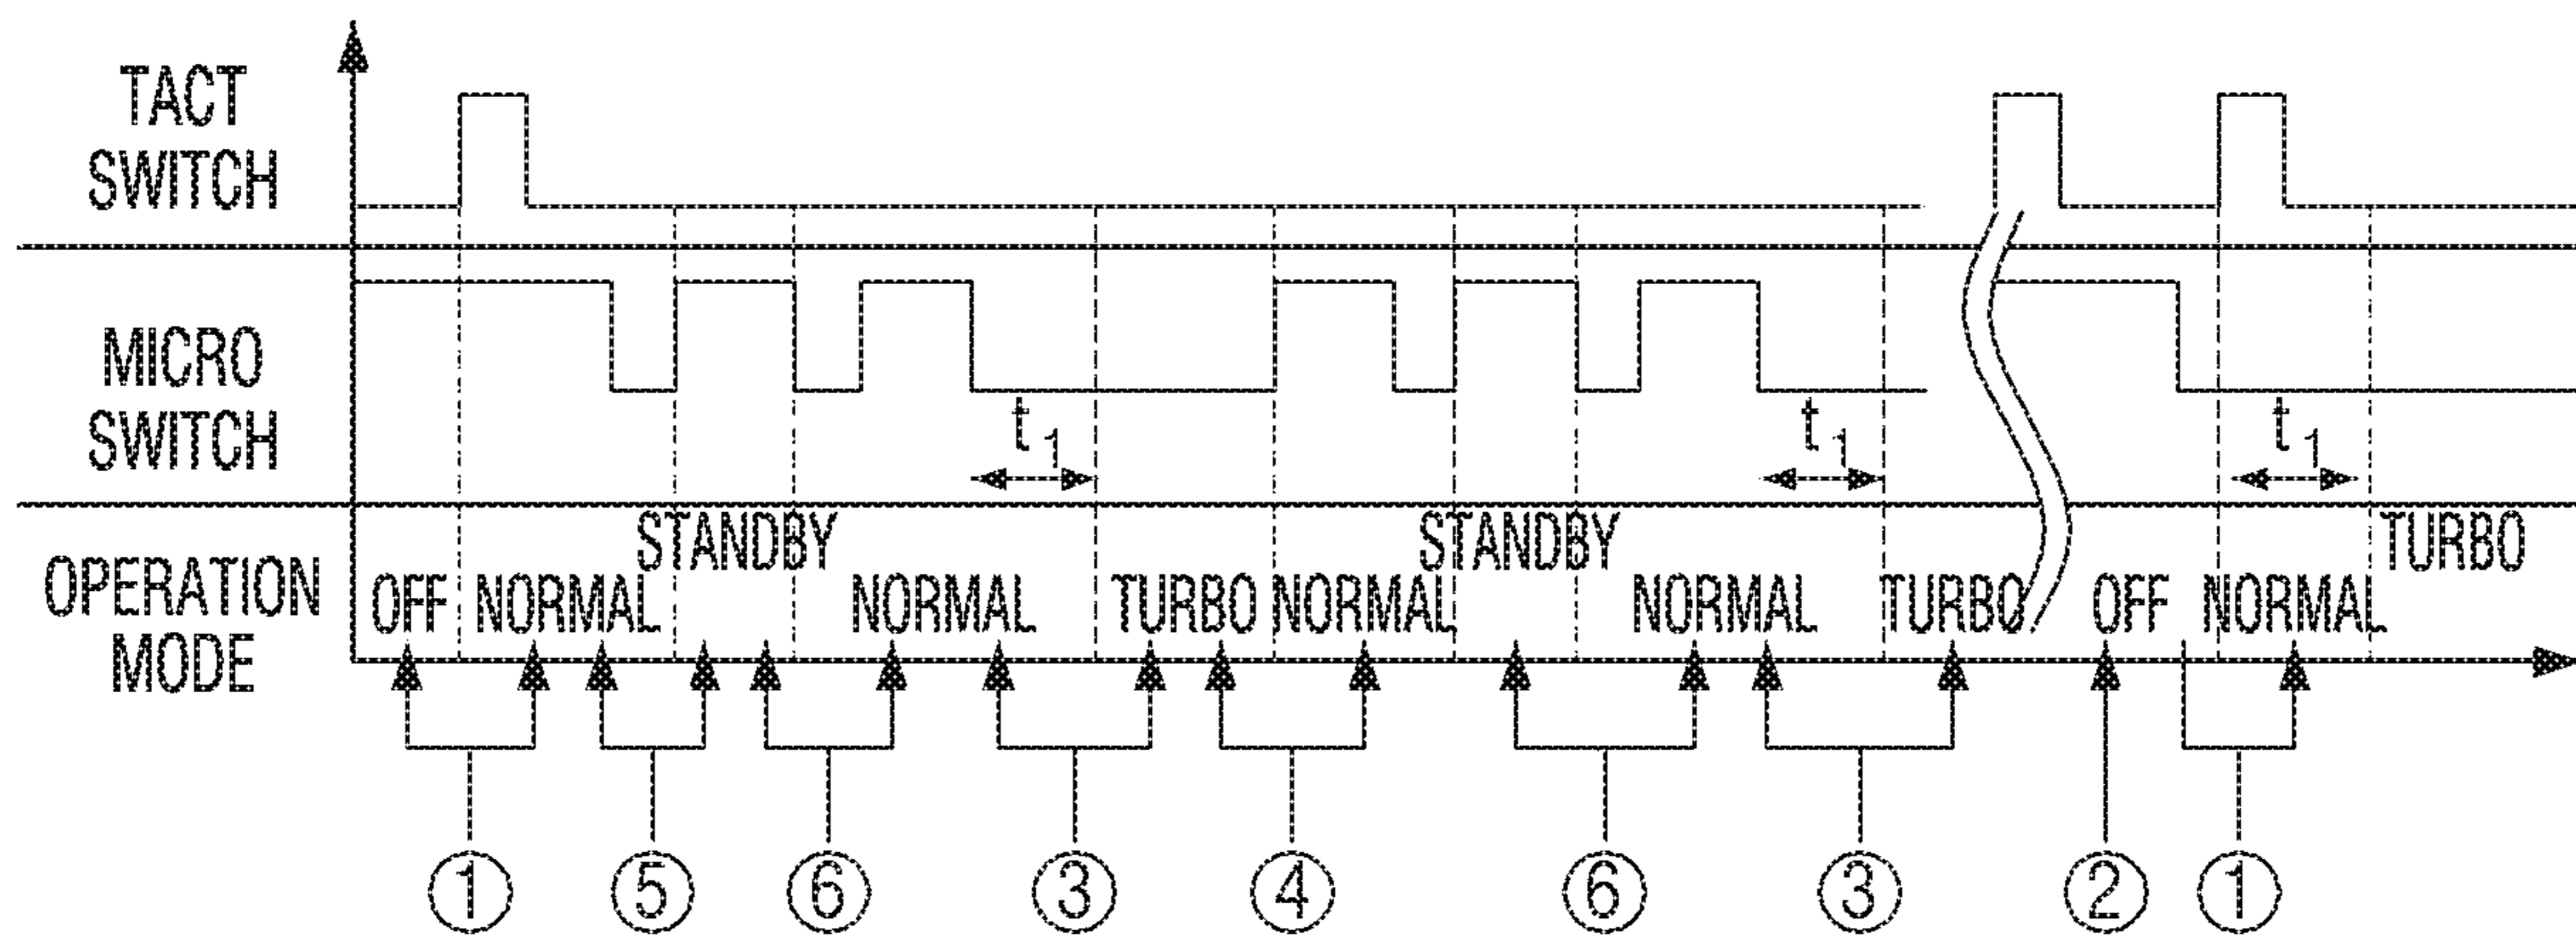 TACT
SWITCH
MICRO
SWITCH
t1
t1
t1
OPERATION
MODE
STANDBY
STANDBY
TURBO
OFF NORMAL NORMAL TURBO NORMAL NORMAL TURBO OFF NORMAL
① ⑤ ⑥ ③ ④ ⑥ ③ ② ①